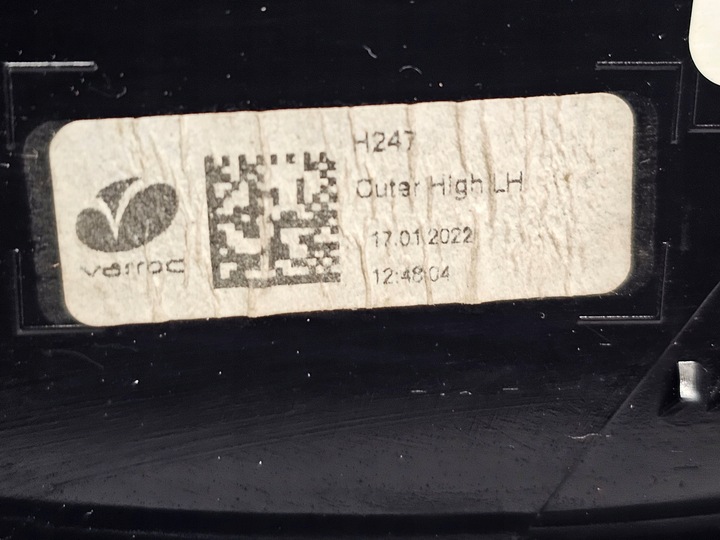 varroc
H247
Outer High LH
17.01.2022
12:48:04